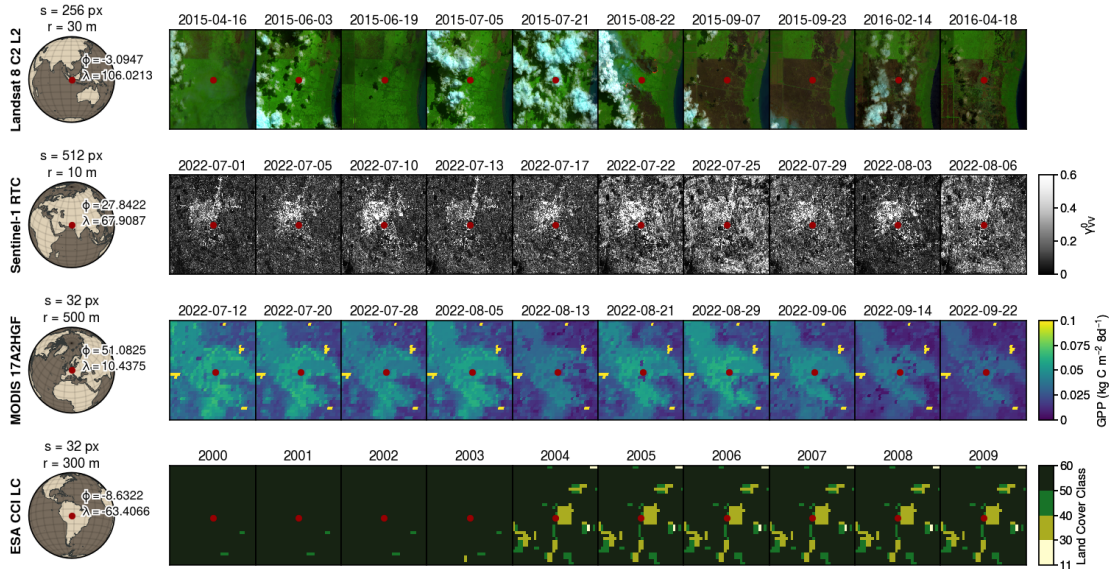 Landsat 8 C2 L2
s = 256 px
r = 30 m
ϕ = -3.0947
λ = 106.0213
2015-04-16 2015-06-03 2015-06-19 2015-07-05 2015-07-21 2015-08-22 2015-09-07 2015-09-23 2016-02-14 2016-04-18
Sentinel-1 RTC
s = 512 px
r = 10 m
ϕ = 27.8422
λ = 67.9087
2022-07-01 2022-07-05 2022-07-10 2022-07-13 2022-07-17 2022-07-22 2022-07-25 2022-07-29 2022-08-03 2022-08-06
0.6
0.4
0.2
0
γ⁰VV
MODIS 17A2HGF
s = 32 px
r = 500 m
ϕ = 51.0825
λ = 10.4375
2022-07-12 2022-07-20 2022-07-28 2022-08-05 2022-08-13 2022-08-21 2022-08-29 2022-09-06 2022-09-14 2022-09-22
0.1
0.075
0.05
0.025
0
GPP (kg C m⁻² 8d⁻¹)
ESA CCI LC
s = 32 px
r = 300 m
ϕ = -8.6322
λ = -63.4066
2000 2001 2002 2003 2004 2005 2006 2007 2008 2009
60
50
40
30
11
Land Cover Class